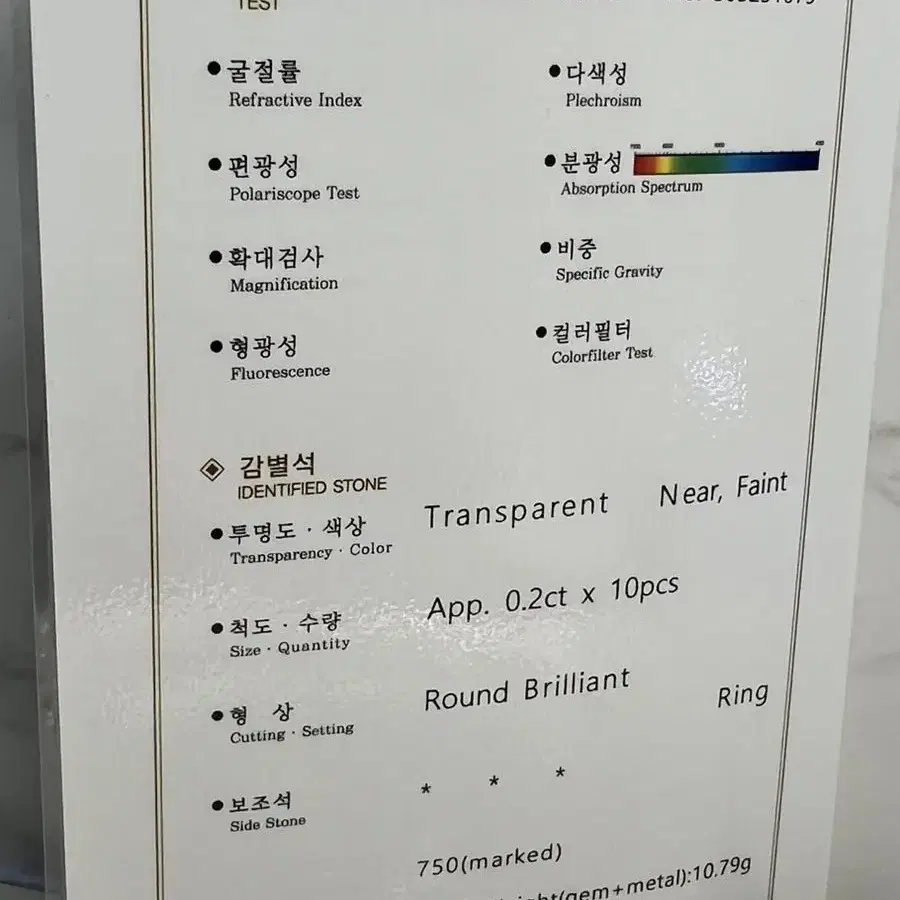 TEST
● 굴절률
Refractive Index
● 다색성
Plechroism
● 편광성
Polariscope Test
● 분광성
Absorption Spectrum
● 확대검사
Magnification
● 비중
Specific Gravity
● 형광성
Fluorescence
● 컬러필터
Colorfilter Test
감별석
IDENTIFIED STONE
● 투명도 · 색상
Transparency · Color
Transparent Near, Faint
● 척도 · 수량
Size · Quantity
App. 0.2ct x 10pcs
● 형 상
Cutting · Setting
Round Brilliant Ring
● 보조석
Side Stone
* * *
750(marked)
(gem+metal):10.79g